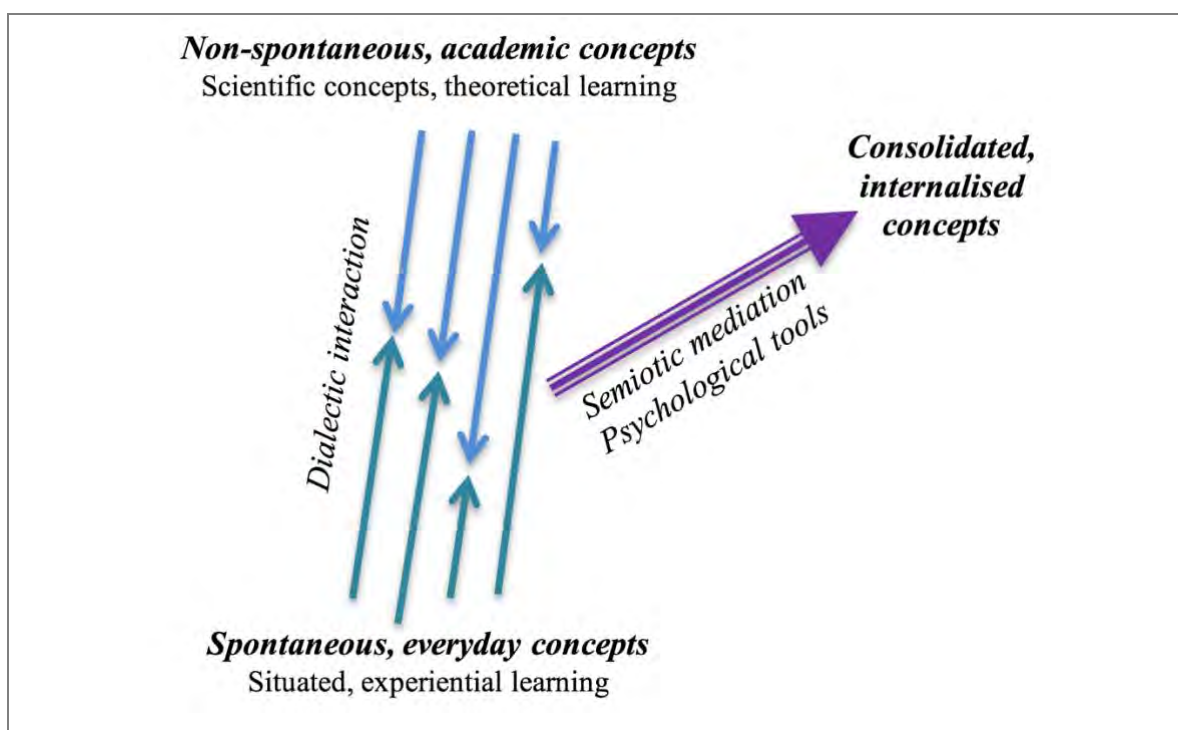 Non-spontaneous, academic concepts
Scientific concepts, theoretical learning
Consolidated,
internalised
concepts
Dialectic interaction
Semiotic mediation
Psychological tools
Spontaneous, everyday concepts
Situated, experiential learning